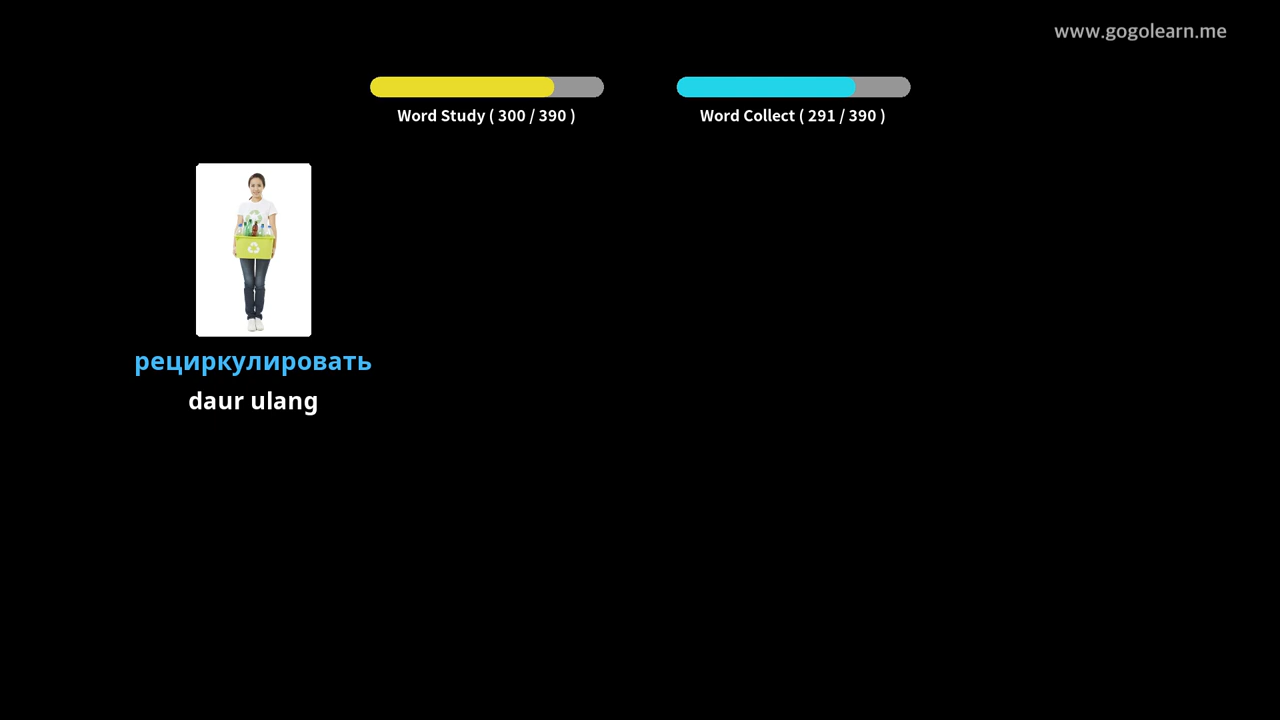 www.gogolearn.me
Word Study ( 300 / 390 )
Word Collect ( 291 / 390 )
рециркулировать
daur ulang